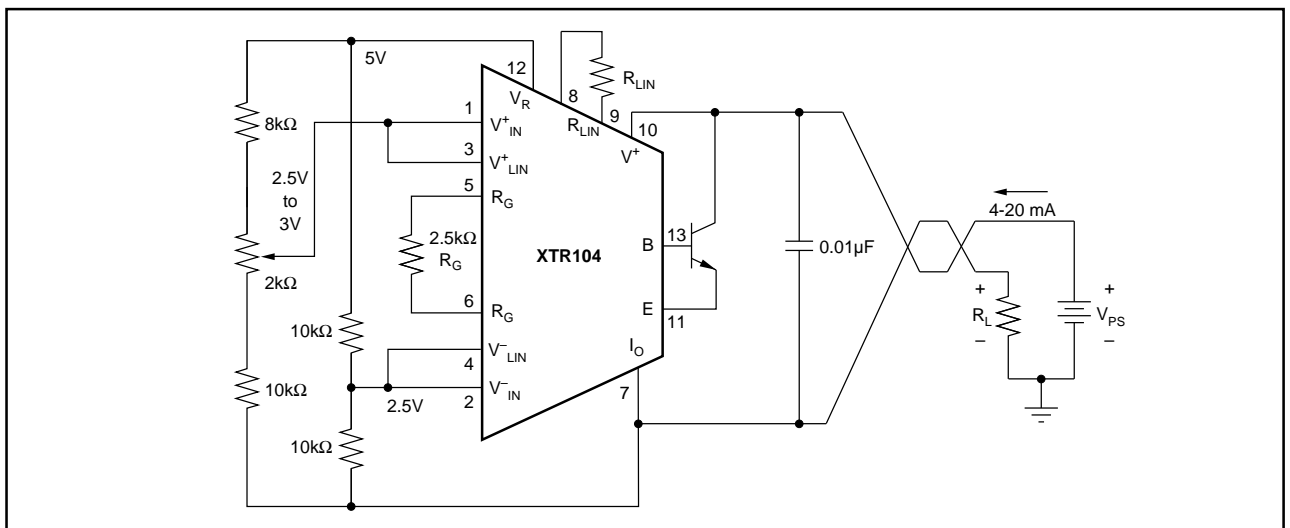 5V
12
V_R
8
R_LIN
R_LIN
9
10
V^+
8kΩ
1
V^+_IN
3
V^+_LIN
2.5V
to
3V
5
R_G
2.5kΩ
R_G
XTR104
B
13
4-20 mA
0.01µF
2kΩ
6
R_G
E
11
+
R_L
–
+
V_PS
–
10kΩ
4
V^–_LIN
I_O
7
2.5V
2
V^–_IN
10kΩ
10kΩ